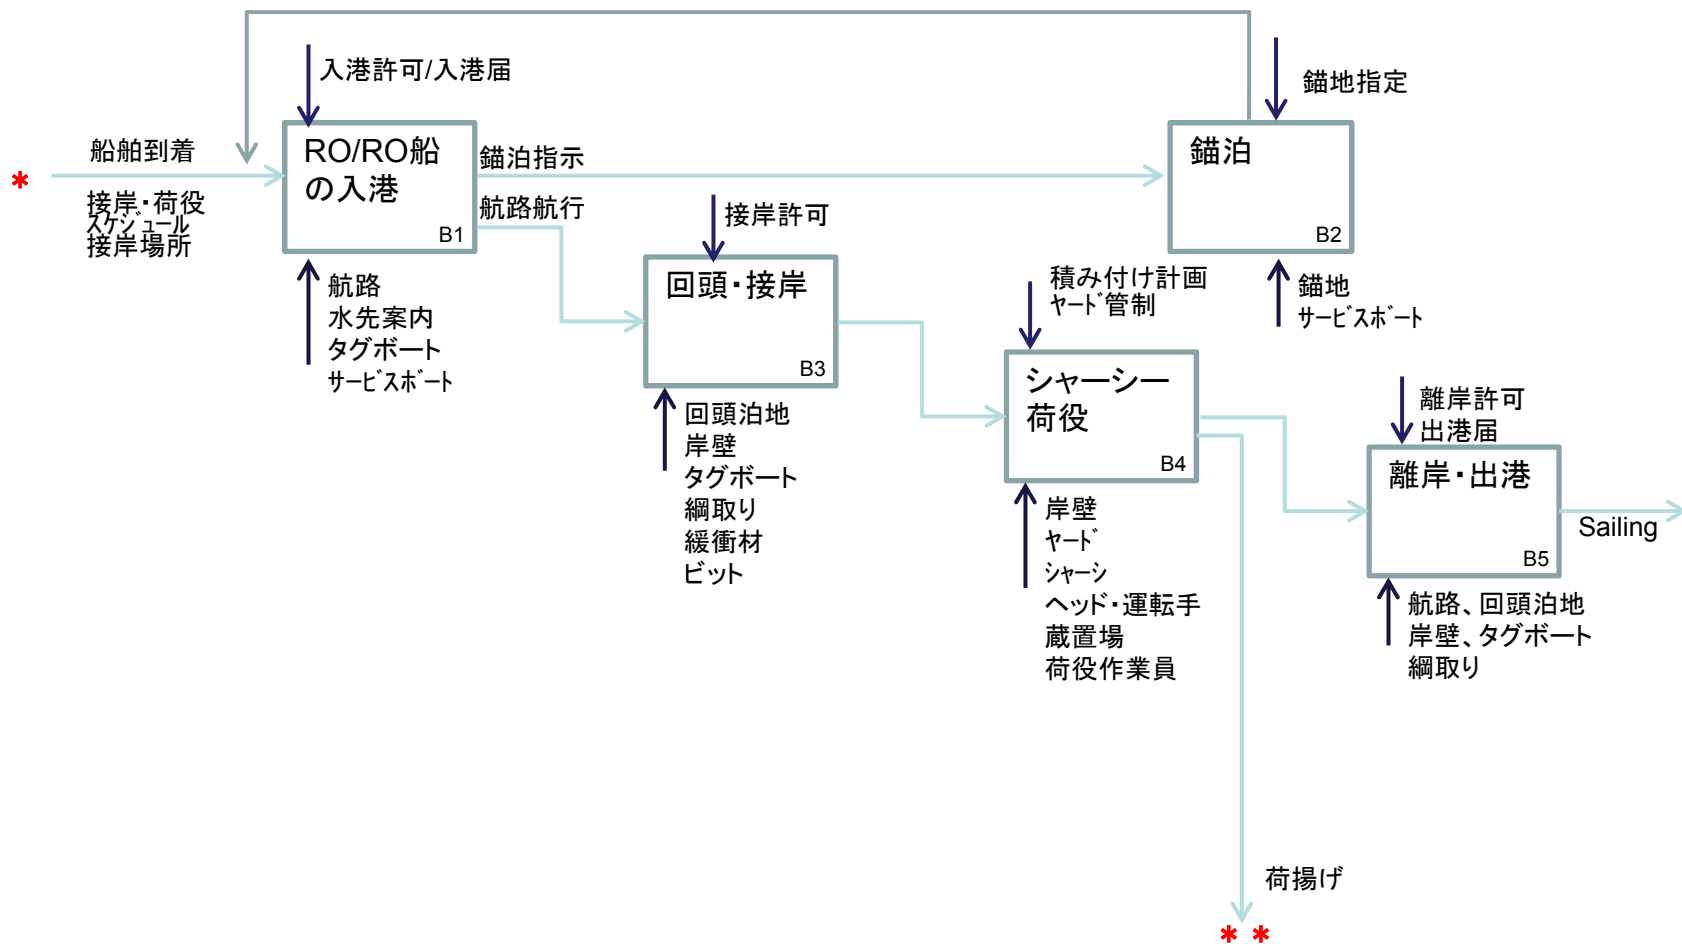 入港許可/入港届
錨地指定
船舶到着
*
接岸・荷役
ｽｹｼﾞｭｰﾙ
接岸場所
RO/RO船
の入港
B1
錨泊指示
航路航行
錨泊
B2
航路
水先案内
タグボート
ｻｰﾋﾞｽﾎﾞｰﾄ
接岸許可
回頭・接岸
B3
錨地
ｻｰﾋﾞｽﾎﾞｰﾄ
積み付け計画
ﾔｰﾄﾞ管制
シャーシー
荷役
B4
回頭泊地
岸壁
タグボート
綱取り
緩衝材
ビット
離岸許可
出港届
離岸・出港
B5
Sailing
岸壁
ﾔｰﾄﾞ
ｼｬｰｼ
ヘッド・運転手
蔵置場
荷役作業員
航路、回頭泊地
岸壁、タグボート
綱取り
荷揚げ
* *